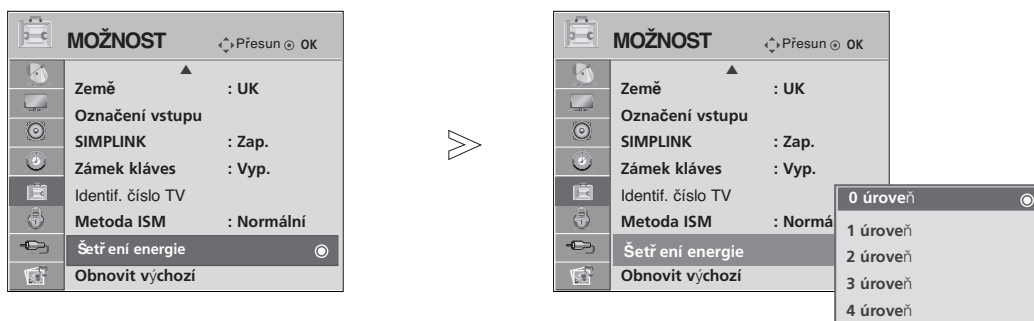 MOŽNOST Přesun OK
Země : UK
Označení vstupu
SIMPLINK : Zap.
Zámek kláves : Vyp.
Identif. číslo TV
Metoda ISM : Normální
Šetření energie
Obnovit výchozí
MOŽNOST Přesun OK
Země : UK
Označení vstupu
SIMPLINK : Zap.
Zámek kláves : Vyp.
Identif. číslo TV
Metoda ISM : Normá
Šetření energie
Obnovit výchozí
0 úroveň
1 úroveň
2 úroveň
3 úroveň
4 úroveň